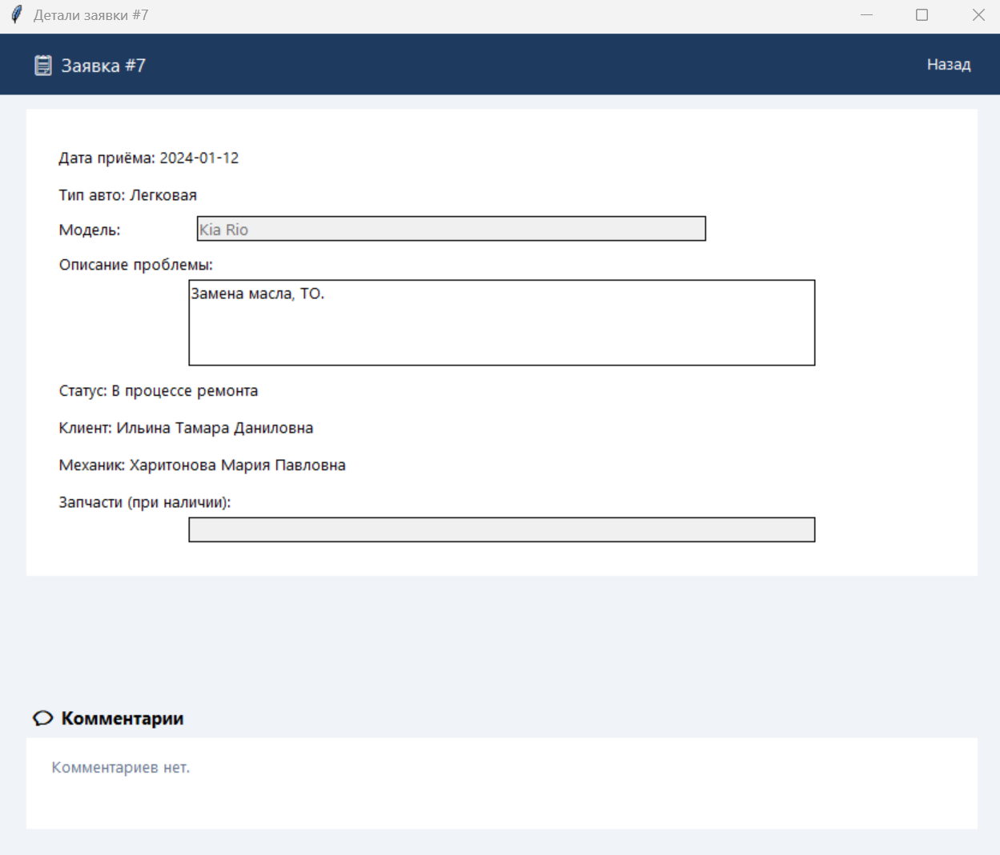 Детали заявки #7
Заявка #7
Назад
Дата приёма: 2024-01-12
Тип авто: Легковая
Модель: Kia Rio
Описание проблемы:
Замена масла, ТО.
Статус: В процессе ремонта
Клиент: Ильина Тамара Даниловна
Механик: Харитонова Мария Павловна
Запчасти (при наличии):
Комментарии
Комментариев нет.